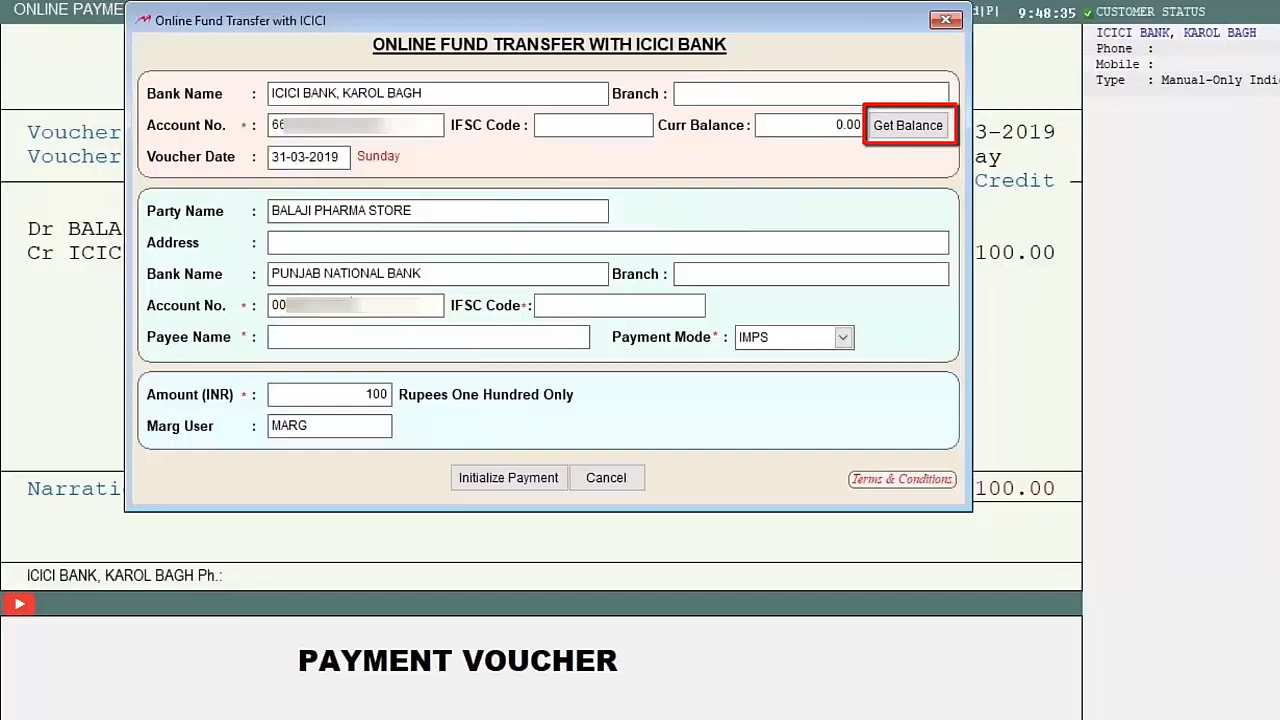 ONLINE PAYME
Online Fund Transfer with ICICI
9:48:35
CUSTOMER STATUS
ICICI BANK, KAROL BAGH
Phone :
Mobile :
Type : Manual-Only Indi
ONLINE FUND TRANSFER WITH ICICI BANK
Bank Name : ICICI BANK, KAROL BAGH Branch :
Account No. * : 66 IFSC Code : Curr Balance : 0.00 Get Balance
Voucher Date : 31-03-2019 Sunday
Voucher 3-2019
Voucher ay
Credit
Party Name : BALAJI PHARMA STORE
Address :
Bank Name : PUNJAB NATIONAL BANK Branch :
Account No. * : 00 IFSC Code * :
Payee Name * : Payment Mode * : IMPS
Dr BALA
Cr ICIC 100.00
Amount (INR) * : 100 Rupees One Hundred Only
Marg User : MARG
Initialize Payment Cancel Terms & Conditions
Narrati 100.00
ICICI BANK, KAROL BAGH Ph.:
PAYMENT VOUCHER